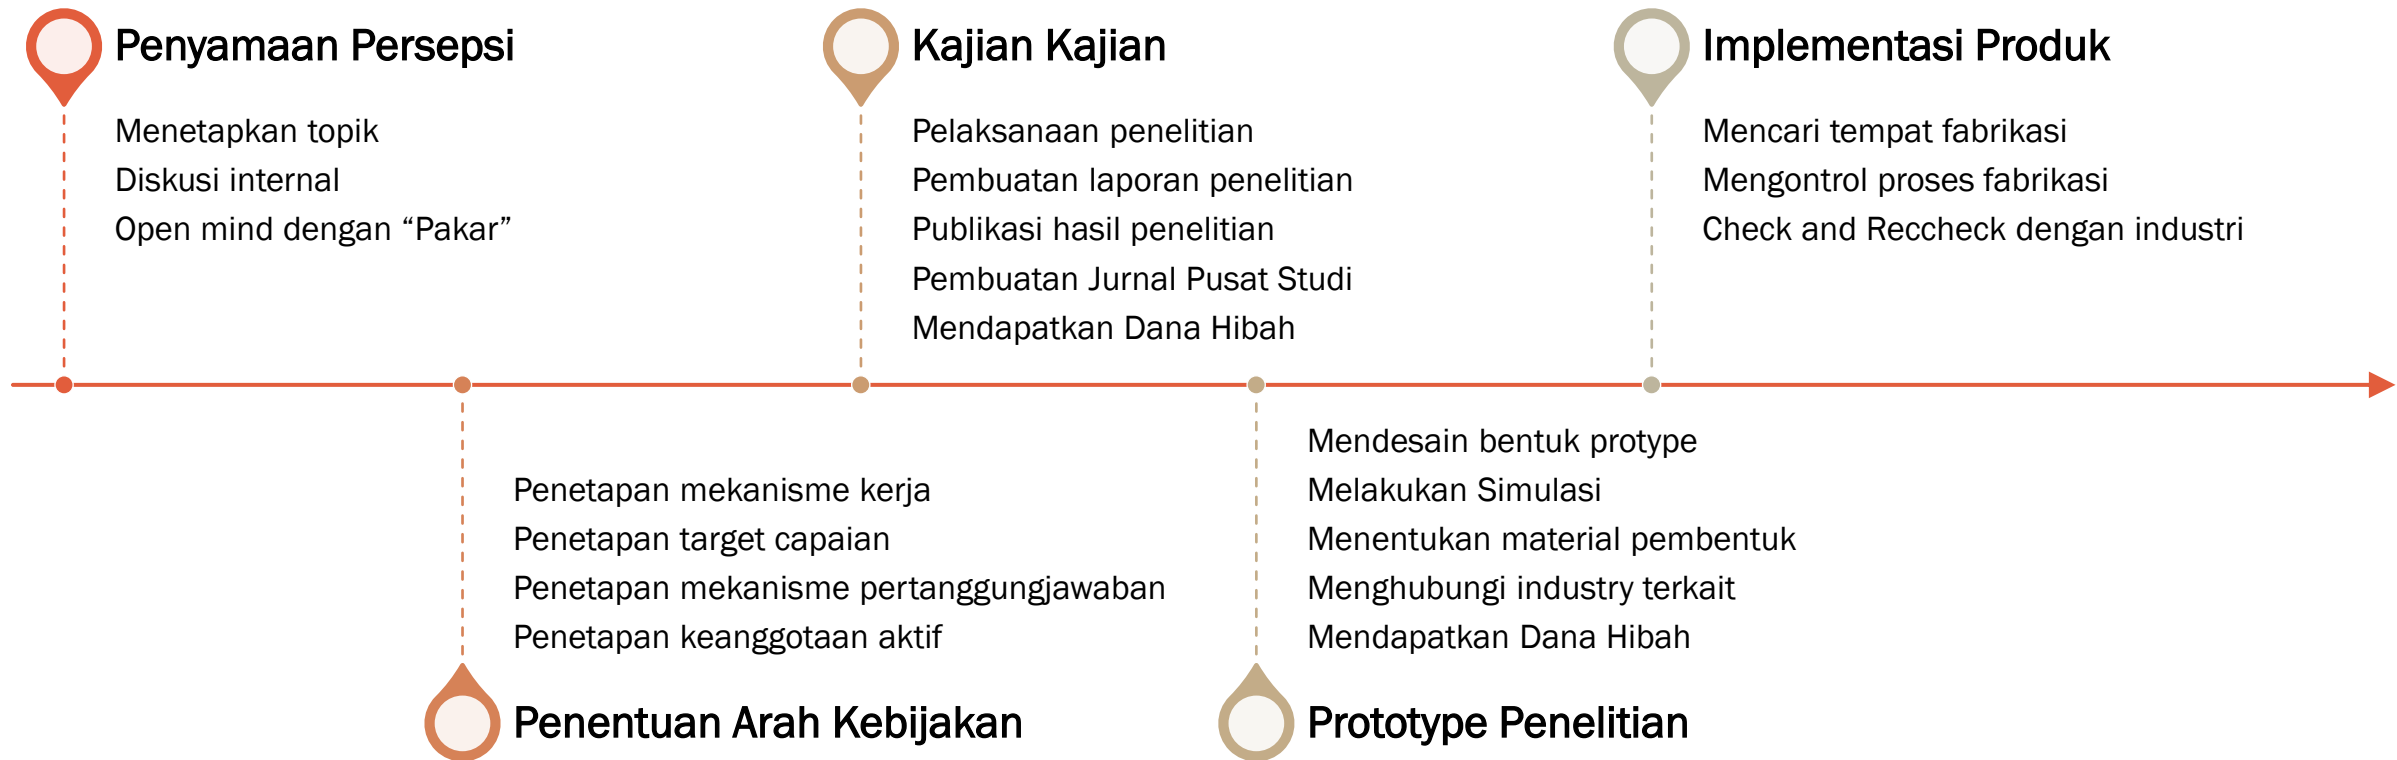 Penyamaan Persepsi
Menetapkan topik
Diskusi internal
Open mind dengan “Pakar”
Kajian Kajian
Pelaksanaan penelitian
Pembuatan laporan penelitian
Publikasi hasil penelitian
Pembuatan Jurnal Pusat Studi
Mendapatkan Dana Hibah
Implementasi Produk
Mencari tempat fabrikasi
Mengontrol proses fabrikasi
Check and Reccheck dengan industri
Penetapan mekanisme kerja
Penetapan target capaian
Penetapan mekanisme pertanggungjawaban
Penetapan keanggotaan aktif
Penentuan Arah Kebijakan
Mendesain bentuk protype
Melakukan Simulasi
Menentukan material pembentuk
Menghubungi industry terkait
Mendapatkan Dana Hibah
Prototype Penelitian